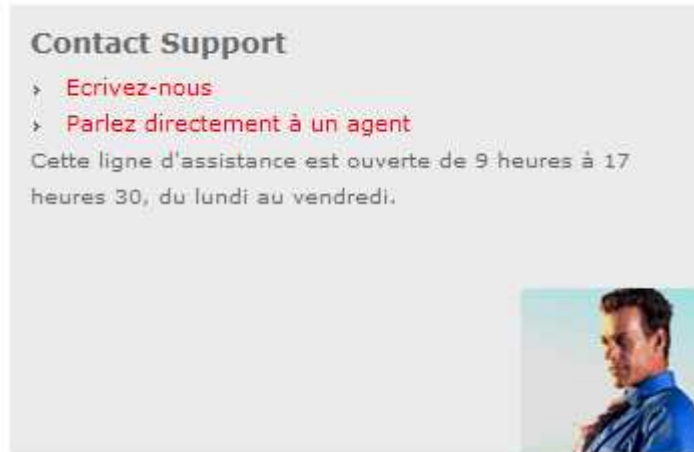 Contact Support
Ecrivez-nous
Parlez directement à un agent
Cette ligne d'assistance est ouverte de 9 heures à 17
heures 30, du lundi au vendredi.